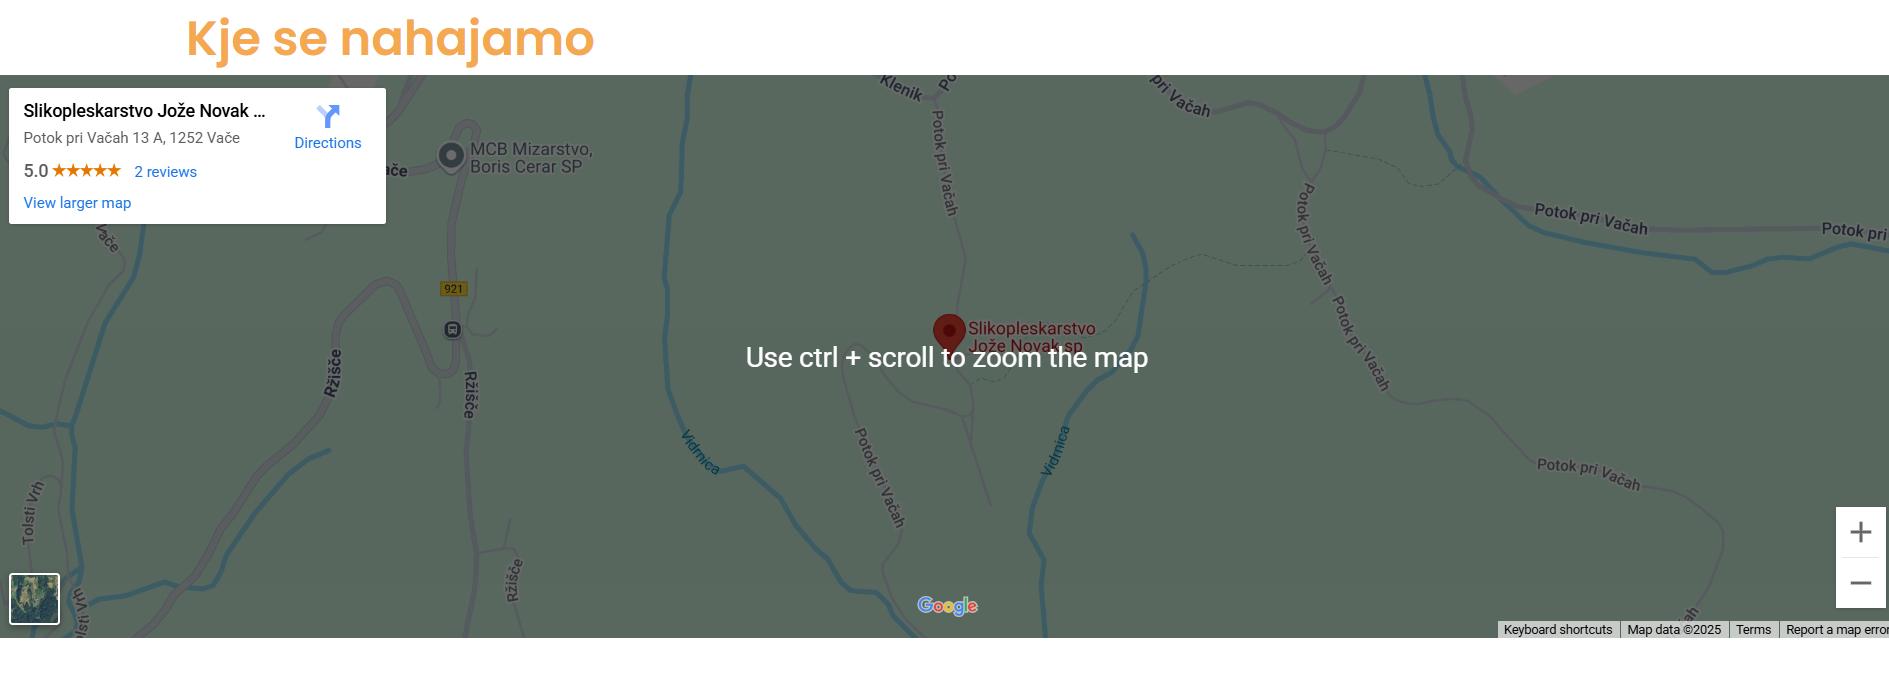 Kje se nahajamo
Slikopleskarstvo Jože Novak ...
Directions
Potok pri Vačah 13 A, 1252 Vače
5.0
2 reviews
View larger map
Klenik
Po
pri Vačah
MCB Mizarstvo,
Boris Cerar SP
Potok pri Vačah
Potok pri Vačah
Potok pri Vačah
Potok pri
Vače
921
Slikopleskarstvo
Jože Novak sp
Use ctrl + scroll to zoom the map
Potok pri Vačah
Ržišče
Ržišče
Vidrnica
Vidrnica
Potok pri Vačah
Potok pri Vačah
Tolsti Vrh
Ržišče
olsti Vrh
Google
Keyboard shortcuts
Map data ©2025
Terms
Report a map error